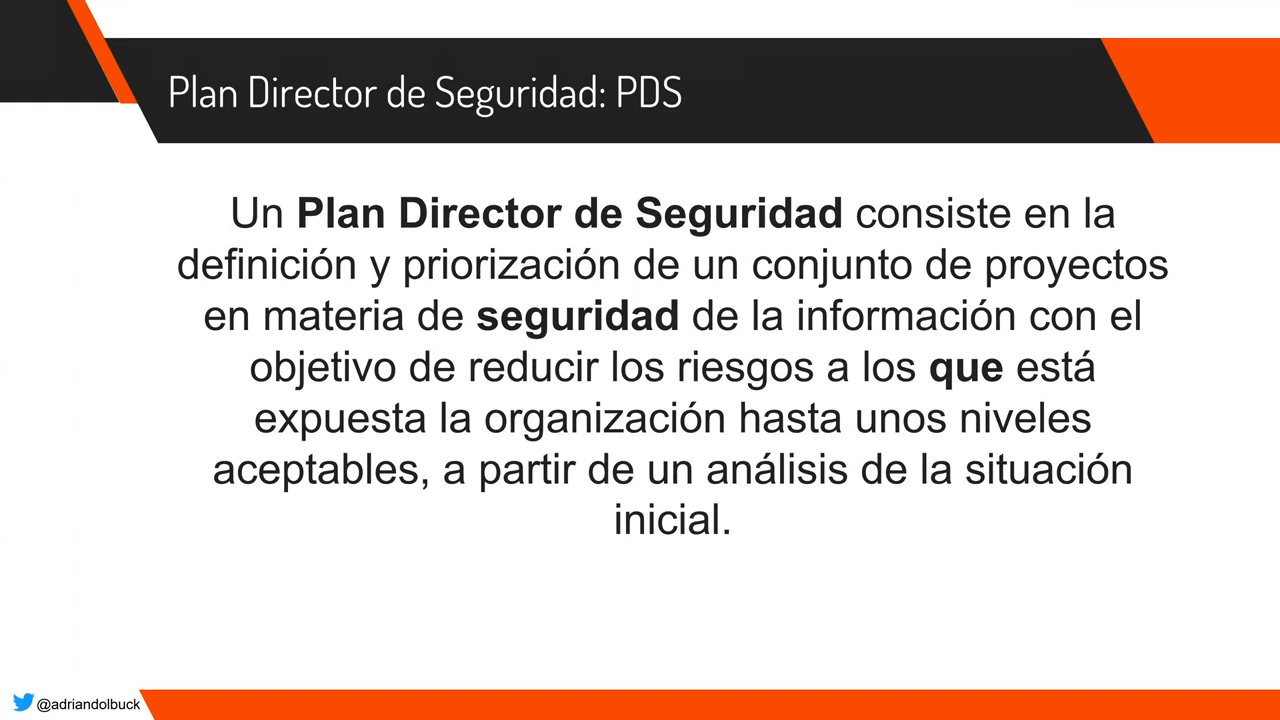 Plan Director de Seguridad: PDS
Un Plan Director de Seguridad consiste en la
definición y priorización de un conjunto de proyectos
en materia de seguridad de la información con el
objetivo de reducir los riesgos a los que está
expuesta la organización hasta unos niveles
aceptables, a partir de un análisis de la situación
inicial.
@adriandolbuck